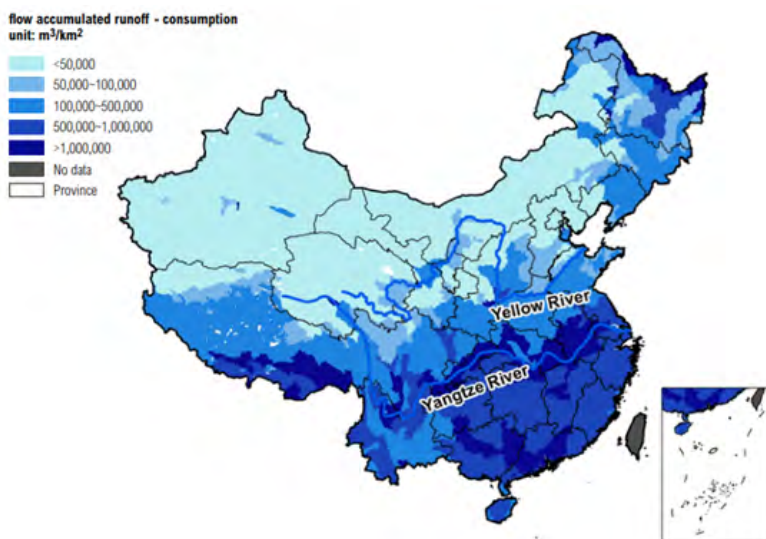 flow accumulated runoff - consumption
unit: m³/km²
<50,000
50,000~100,000
100,000~500,000
500,000~1,000,000
>1,000,000
No data
Province
Yellow River
Yangtze River